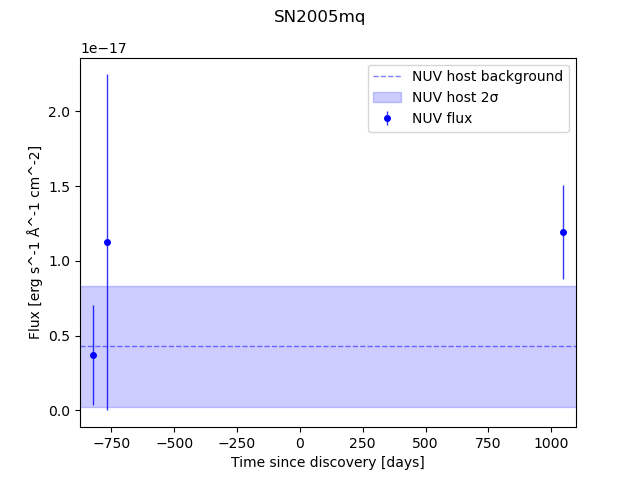 SN2005mq
1e−17
NUV host background
NUV host 2σ
NUV flux
2.0
1.5
1.0
0.5
0.0
Flux [erg s^-1 Å^-1 cm^-2]
−750 −500 −250 0 250 500 750 1000
Time since discovery [days]